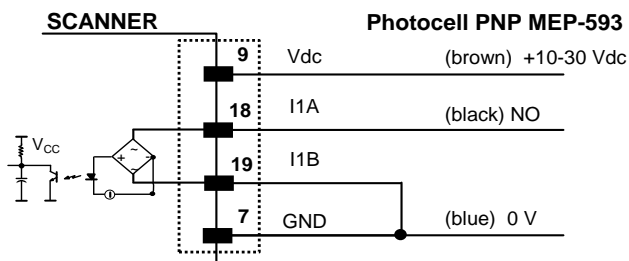 SCANNER Photocell PNP MEP-593
9 Vdc (brown) +10-30 Vdc
18 I1A (black) NO
VCC + ~ ~ -
19 I1B
7 GND (blue) 0 V